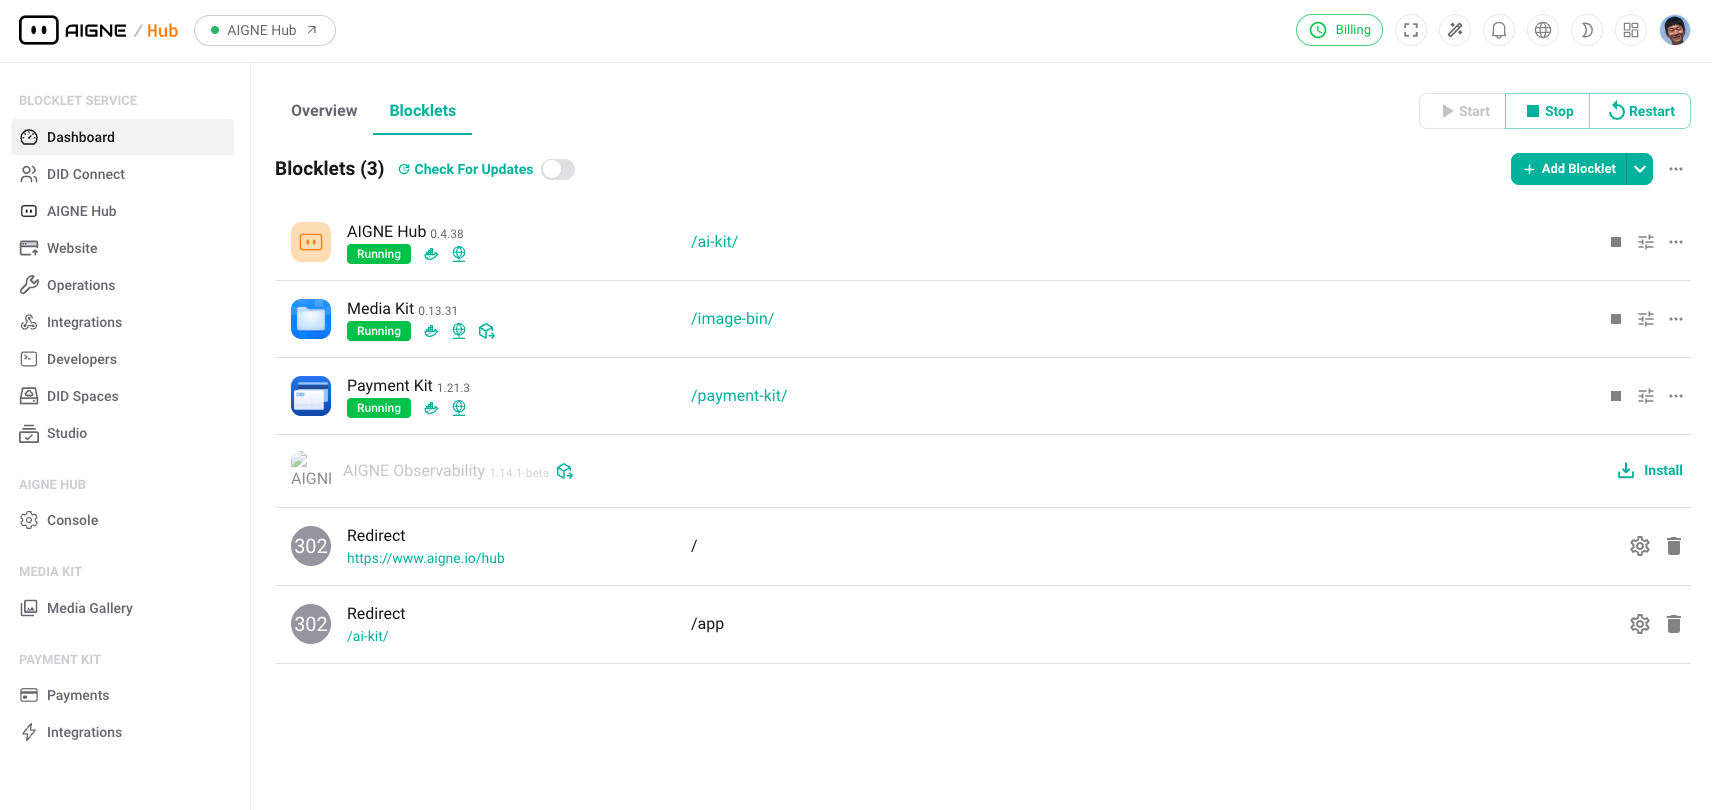 AIGNE / Hub
AIGNE Hub
Billing
BLOCKLET SERVICE
Dashboard
DID Connect
AIGNE Hub
Website
Operations
Integrations
Developers
DID Spaces
Studio
AIGNE HUB
Console
MEDIA KIT
Media Gallery
PAYMENT KIT
Payments
Integrations
Overview
Blocklets
Start
Stop
Restart
Blocklets (3)
Check For Updates
Add Blocklet
AIGNE Hub 0.4.38
Running
/ai-kit/
Media Kit 0.13.31
Running
/image-bin/
Payment Kit 1.21.3
DID
Running
/payment-kit/
AIGNE
AIGNE Observability 1.14.1-beta
Install
302
Redirect
https://www.aigne.io/hub
/
302
Redirect
/ai-kit/
/app